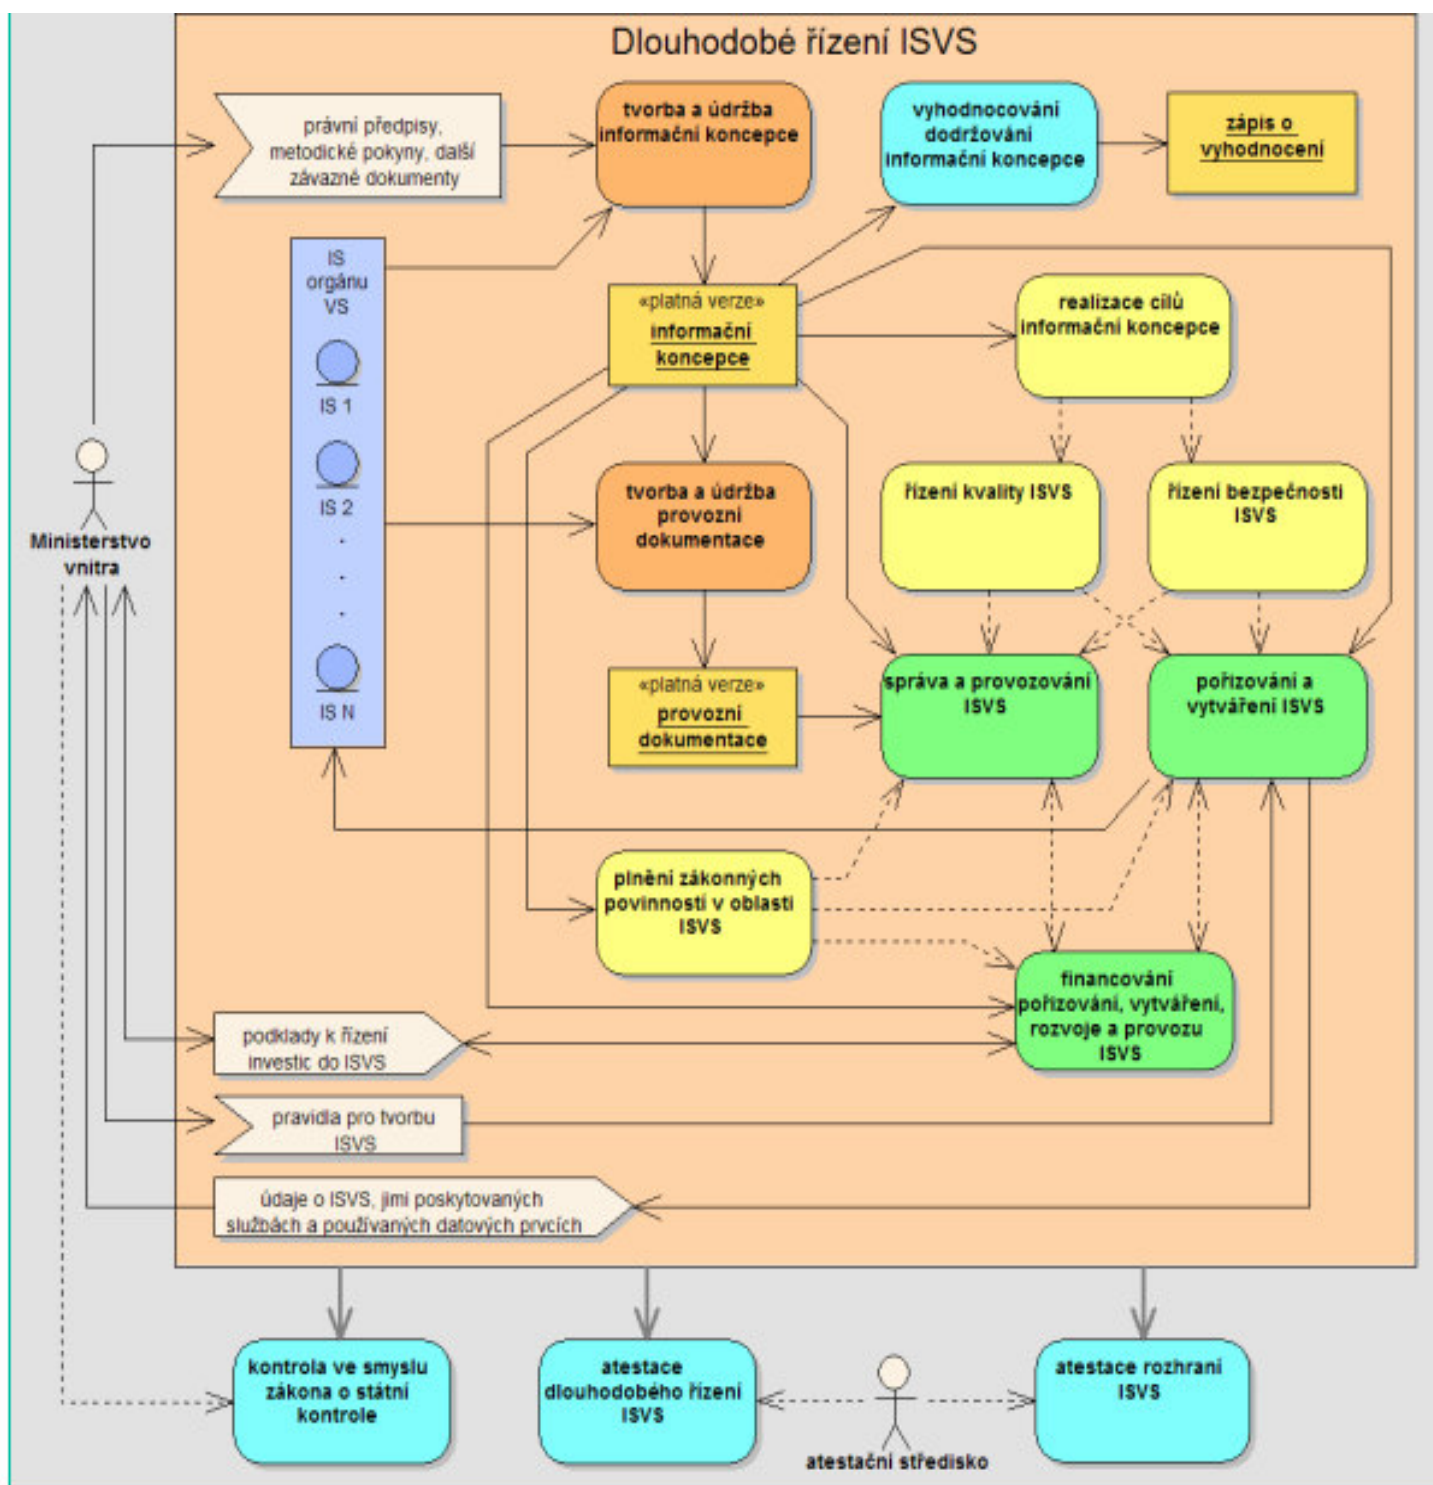 Dlouhodobé řízení ISVS
právní předpisy,
metodické pokyny, další
závazné dokumenty
tvorba a údržba
informační koncepce
vyhodnocování
dodržování
informační koncepce
zápis o
vyhodnocení
IS
orgánu
VS
IS 1
IS 2
.
.
.
IS N
«platná verze»
informační
koncepce
realizace cílů
informační koncepce
tvorba a údržba
provozní
dokumentace
řízení kvality ISVS
řízení bezpečnosti
ISVS
Ministerstvo
vnitra
«platná verze»
provozní
dokumentace
správa a provozování
ISVS
pořizování a
vytváření ISVS
plnění zákonných
povinností v oblasti
ISVS
financování
pořizování, vytváření,
rozvoje a provozu
ISVS
podklady k řízení
investic do ISVS
pravidla pro tvorbu
ISVS
údaje o ISVS, jimi poskytovaných
službách a používaných datových prvcích
kontrola ve smyslu
zákona o státní
kontrole
atestace
dlouhodobého řízení
ISVS
atestační středisko
atestace rozhraní
ISVS